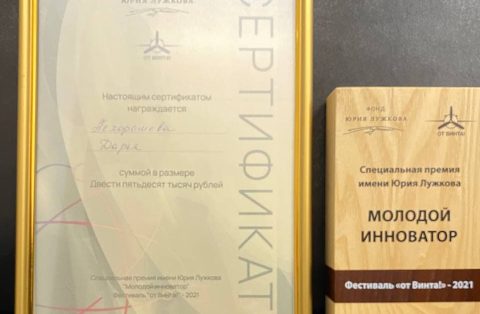 ЮРИЯ ЛУЖКОВА
ОТ ВИНТА!
СЕРТИФИКАТ
Настоящим сертификатом
награждается
Нехорошева
Дарья
суммой в размере
Двести пятьдесят тысяч рублей
Специальная премия имени Юрия Лужкова
"Молодой инноватор"
Фестиваль "от Винта!" - 2021
ФОНД
ЮРИЯ ЛУЖКОВА
ОТ ВИНТА!
Специальная премия
имени Юрия Лужкова
МОЛОДОЙ
ИННОВАТОР
Фестиваль «от Винта!» - 2021